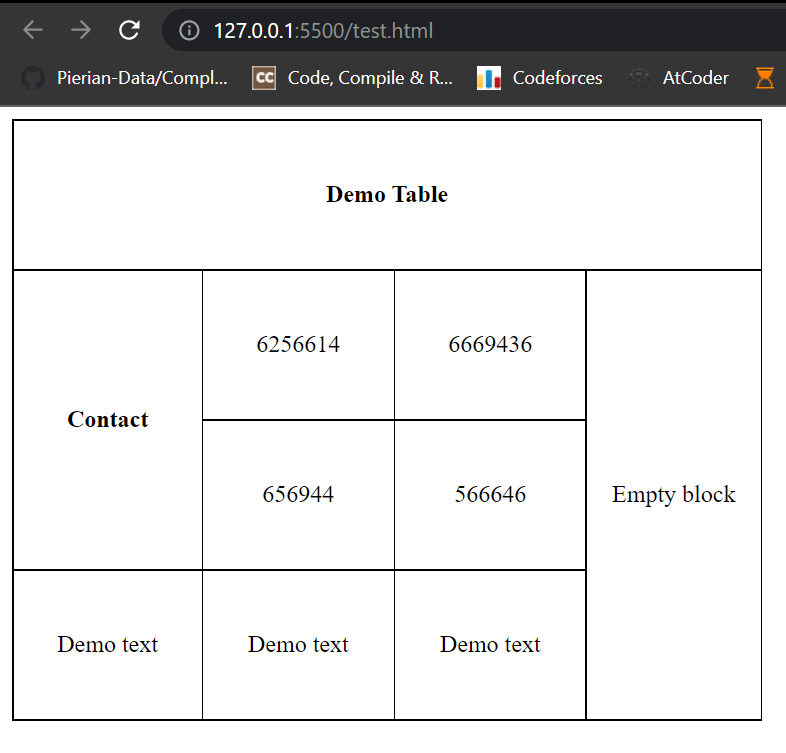 127.0.0.1:5500/test.html
Pierian-Data/Compl... Code, Compile & R... Codeforces AtCoder
Demo Table
6256614 6669436
Contact
656944 566646 Empty block
Demo text Demo text Demo text